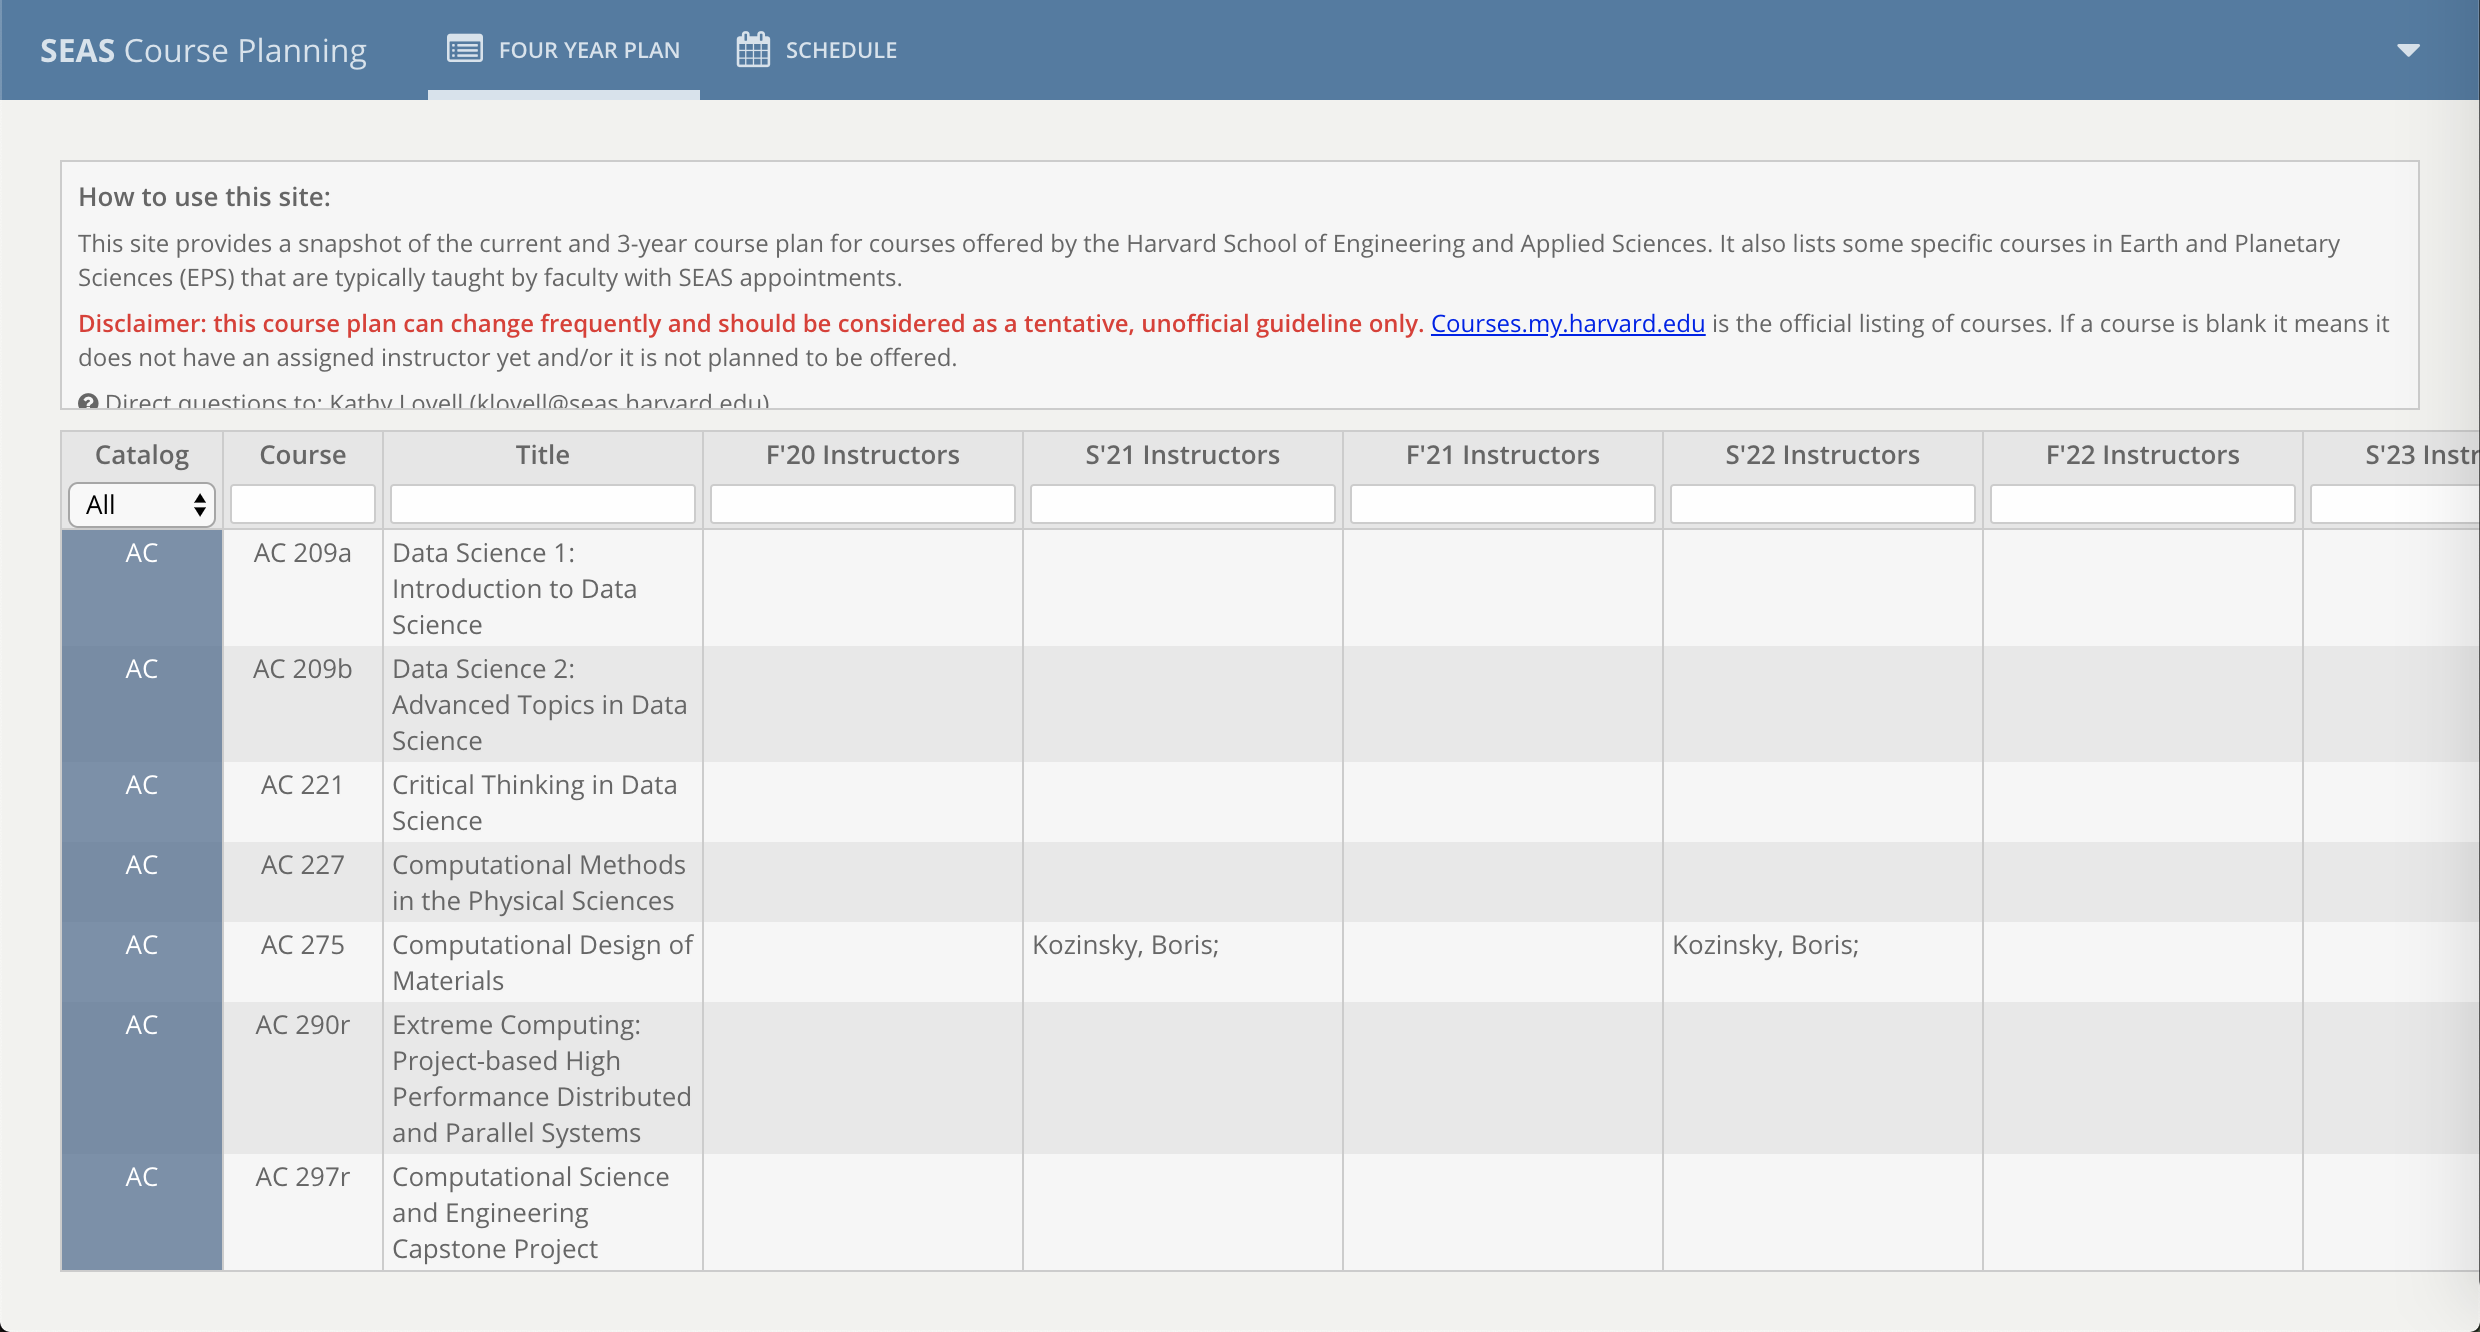 SEAS Course Planning
FOUR YEAR PLAN
SCHEDULE
How to use this site:
This site provides a snapshot of the current and 3-year course plan for courses offered by the Harvard School of Engineering and Applied Sciences. It also lists some specific courses in Earth and Planetary
Sciences (EPS) that are typically taught by faculty with SEAS appointments.
Disclaimer: this course plan can change frequently and should be considered as a tentative, unofficial guideline only. Courses.my.harvard.edu is the official listing of courses. If a course is blank it means it
does not have an assigned instructor yet and/or it is not planned to be offered.
Direct questions to: Kathy Lovell (klovell@seas.harvard.edu)
Catalog Course Title F'20 Instructors S'21 Instructors F'21 Instructors S'22 Instructors F'22 Instructors S'23 Instr
All
AC AC 209a Data Science 1:
Introduction to Data
Science
AC AC 209b Data Science 2:
Advanced Topics in Data
Science
AC AC 221 Critical Thinking in Data
Science
AC AC 227 Computational Methods
in the Physical Sciences
AC AC 275 Computational Design of Kozinsky, Boris; Kozinsky, Boris;
Materials
AC AC 290r Extreme Computing:
Project-based High
Performance Distributed
and Parallel Systems
AC AC 297r Computational Science
and Engineering
Capstone Project